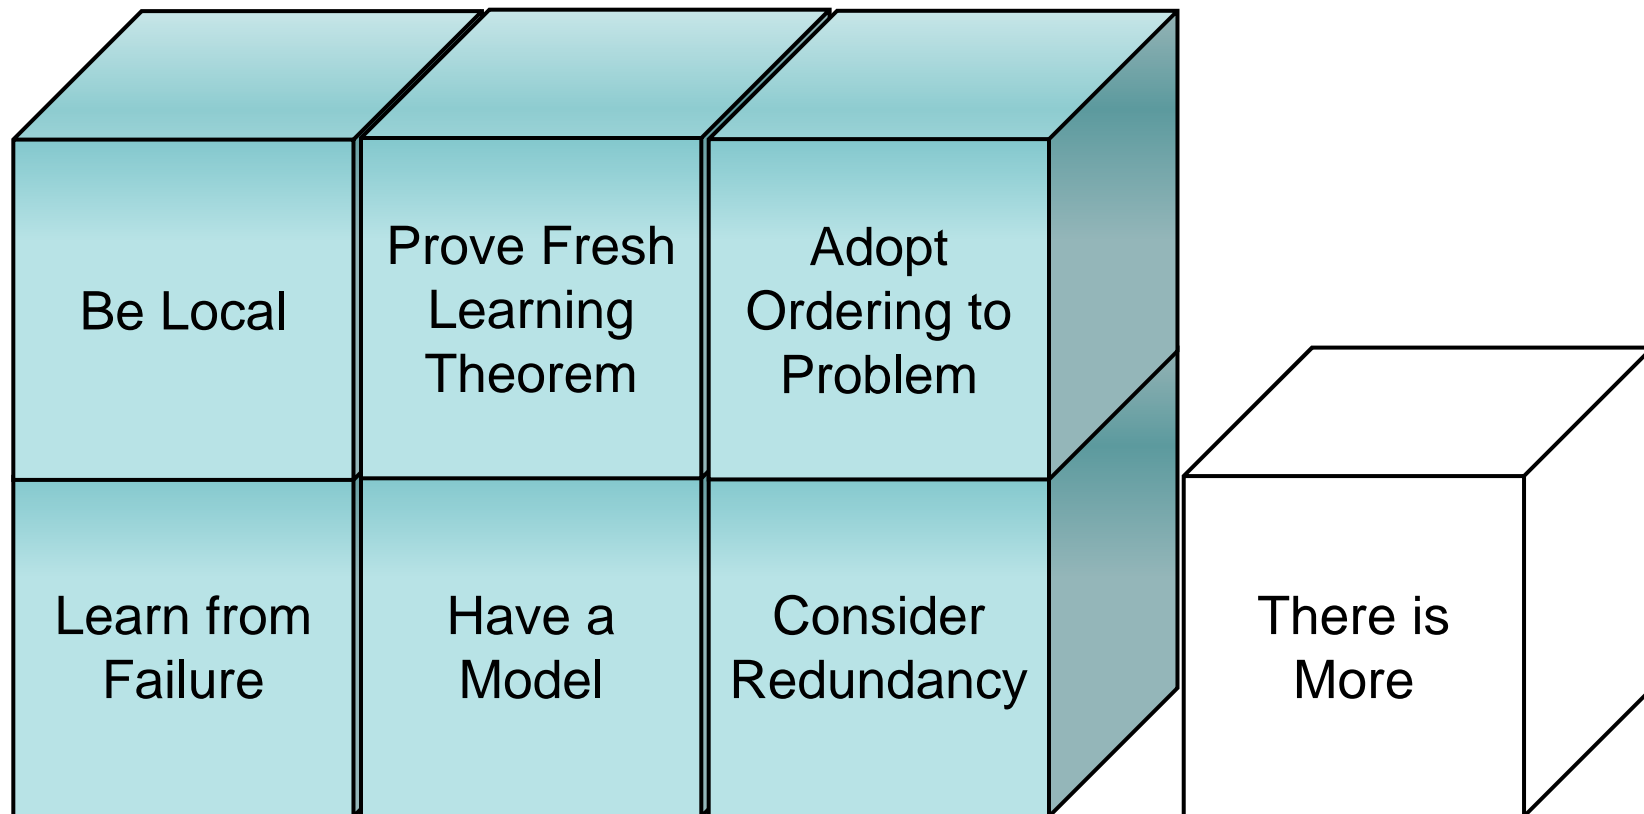 Be Local
Prove Fresh
Learning
Theorem
Adopt
Ordering to
Problem
Learn from
Failure
Have a
Model
Consider
Redundancy
There is
More